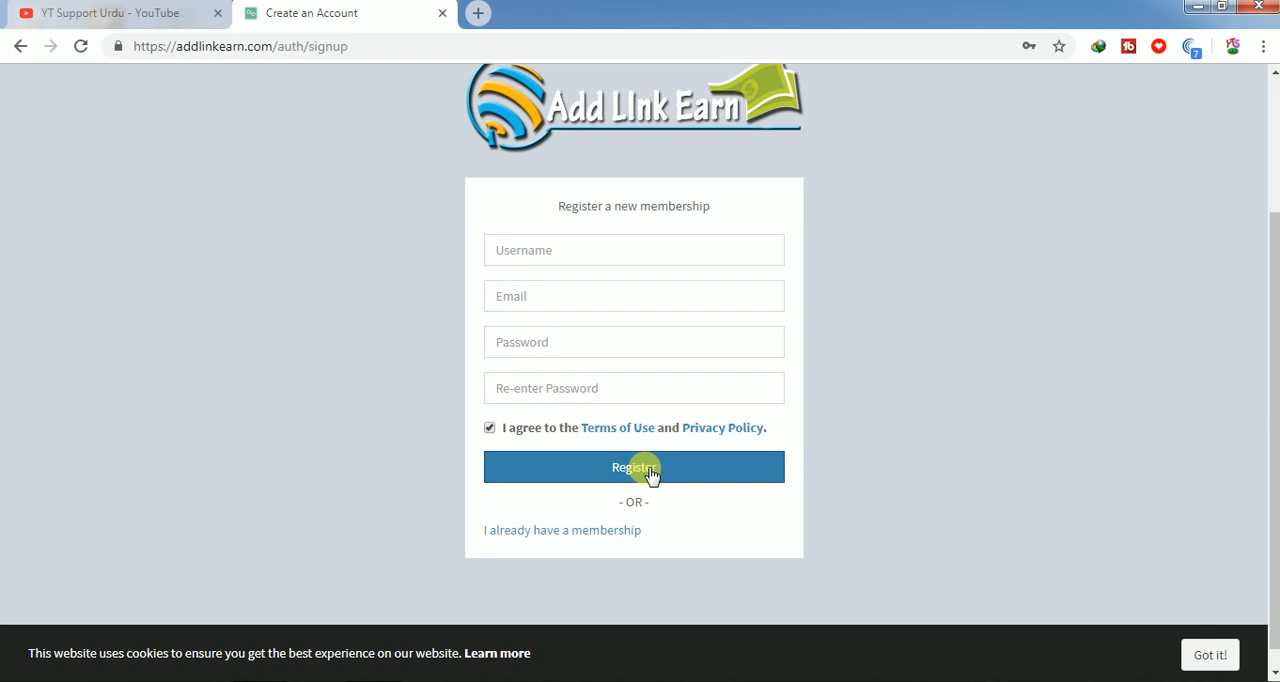 YT Support Urdu - YouTube
Create an Account
https://addlinkearn.com/auth/signup
7
Add LInk Earn
Register a new membership
Username
Email
Password
Re-enter Password
I agree to the Terms of Use and Privacy Policy.
Register
- OR -
I already have a membership
This website uses cookies to ensure you get the best experience on our website. Learn more
Got it!